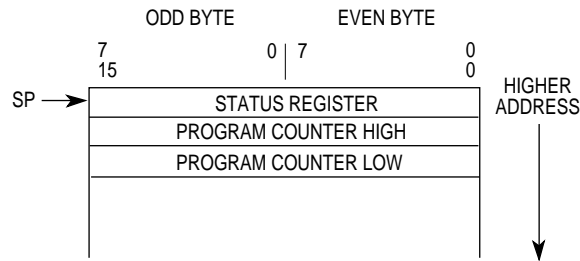 ODD BYTE EVEN BYTE
7 0 7 0
15 0
SP STATUS REGISTER HIGHER
PROGRAM COUNTER HIGH ADDRESS
PROGRAM COUNTER LOW